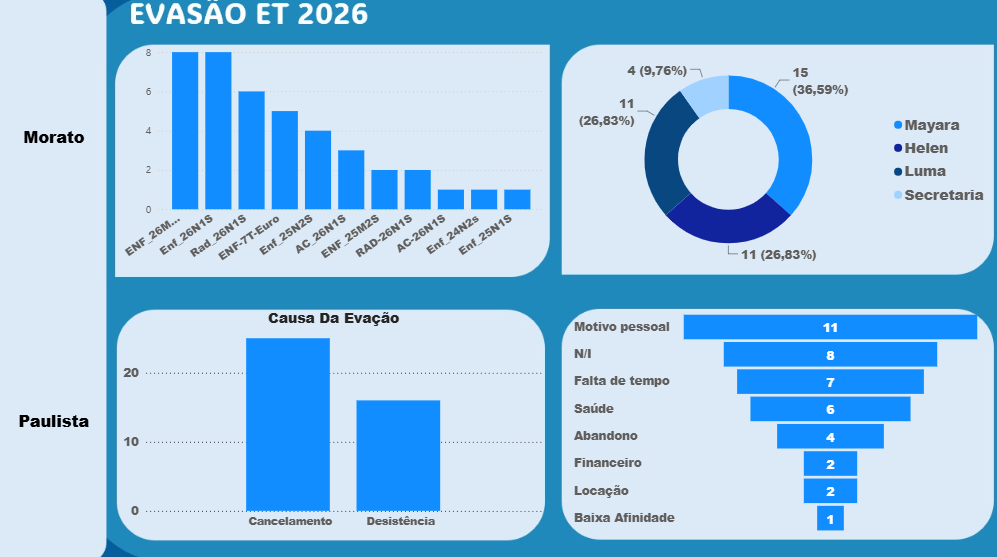 EVASÃO ET 2026
Morato
Paulista
8
6
4
2
0
ENF_26M...
Enf_26N1S
Rad_26N1S
ENF-7T-Euro
Enf_25N2S
AC_26N1S
ENF_25M2S
RAD-26N1S
AC-26N1S
Enf_24N2s
Enf_25N1S
4 (9,76%)
15
(36,59%)
11
(26,83%)
11 (26,83%)
Mayara
Helen
Luma
Secretaria
Causa Da Evação
20
10
0
Cancelamento
Desistência
Motivo pessoal 11
N/I 8
Falta de tempo 7
Saúde 6
Abandono 4
Financeiro 2
Locação 2
Baixa Afinidade 1